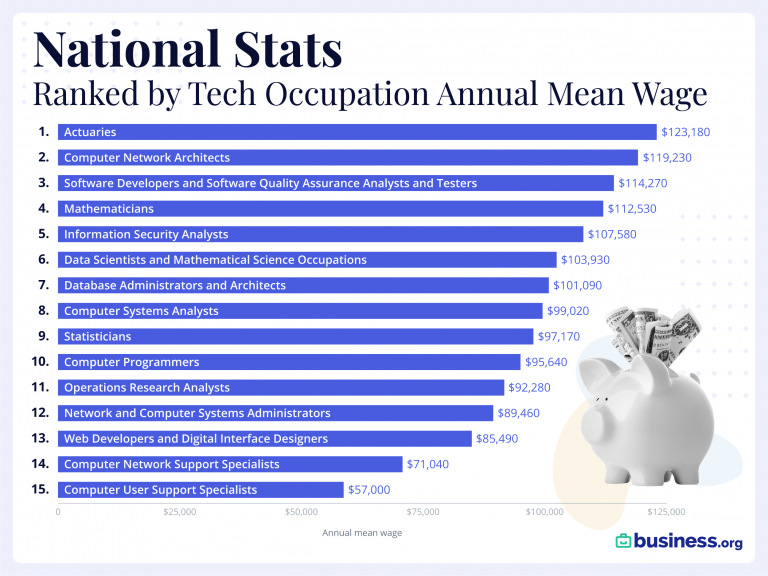 National Stats
Ranked by Tech Occupation Annual Mean Wage
1. Actuaries $123,180
2. Computer Network Architects $119,230
3. Software Developers and Software Quality Assurance Analysts and Testers $114,270
4. Mathematicians $112,530
5. Information Security Analysts $107,580
6. Data Scientists and Mathematical Science Occupations $103,930
7. Database Administrators and Architects $101,090
8. Computer Systems Analysts $99,020
9. Statisticians $97,170
10. Computer Programmers $95,640
11. Operations Research Analysts $92,280
12. Network and Computer Systems Administrators $89,460
13. Web Developers and Digital Interface Designers $85,490
14. Computer Network Support Specialists $71,040
15. Computer User Support Specialists $57,000
0 $25,000 $50,000 $75,000 $100,000 $125,000
Annual mean wage
business.org